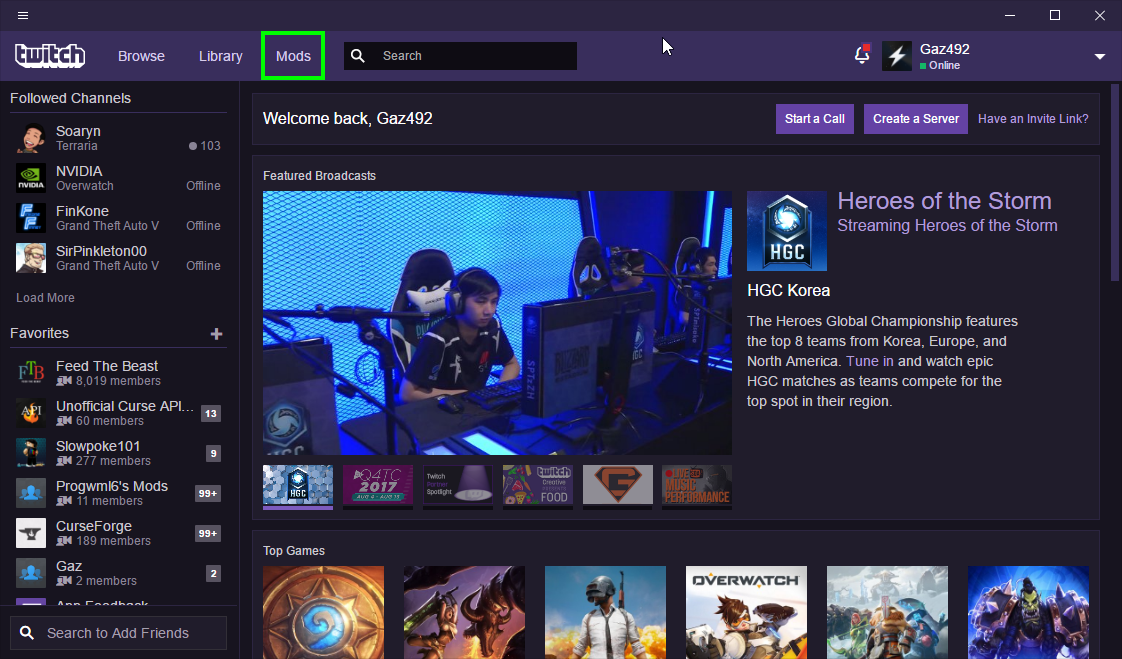 twitch
Browse
Library
Mods
Search
Gaz492
Online
Followed Channels
Soaryn
Terraria
103
NVIDIA
NVIDIA
Overwatch
Offline
FinKone
Grand Theft Auto V
Offline
SirPinkleton00
Grand Theft Auto V
Offline
Load More
Favorites
FTB
Feed The Beast
8,019 members
API
Unofficial Curse API...
60 members
13
Slowpoke101
277 members
9
Progwml6's Mods
11 members
99+
CurseForge
189 members
99+
Gaz
2 members
2
App Feedback
Search to Add Friends
Welcome back, Gaz492
Start a Call
Create a Server
Have an Invite Link?
Featured Broadcasts
HGC
Heroes of the Storm
Streaming Heroes of the Storm
HGC Korea
The Heroes Global Championship features
the top 8 teams from Korea, Europe, and
North America. Tune in and watch epic
HGC matches as teams compete for the
top spot in their region.
HGC
Q4TC
2017
AUG 4 - AUG 13
Twitch
Partner
Spotlight
twitch
Creative
FOOD
LIVE
MUSIC
PERFORMANCE
Top Games
OVERWATCH